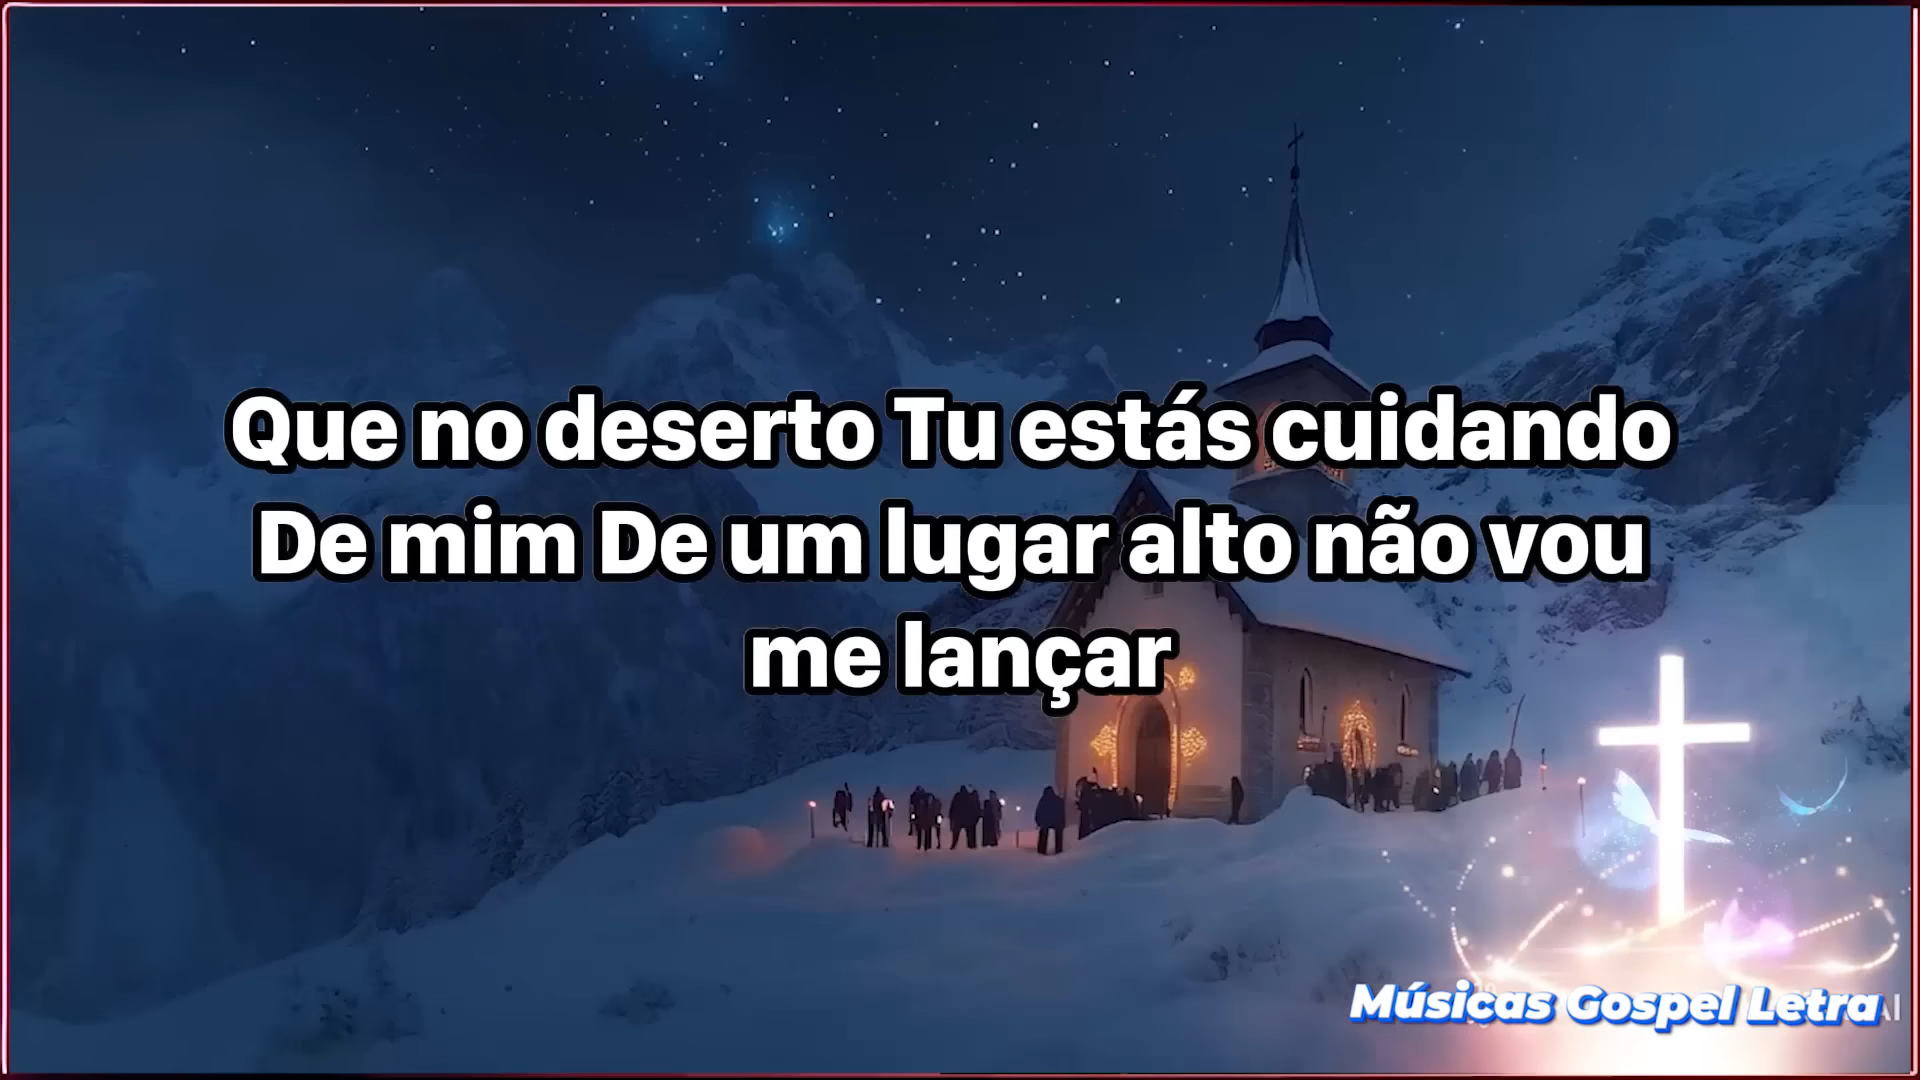 Que no deserto Tu estás cuidando
De mim De um lugar alto não vou
me lançar
Músicas Gospel Letra
AI